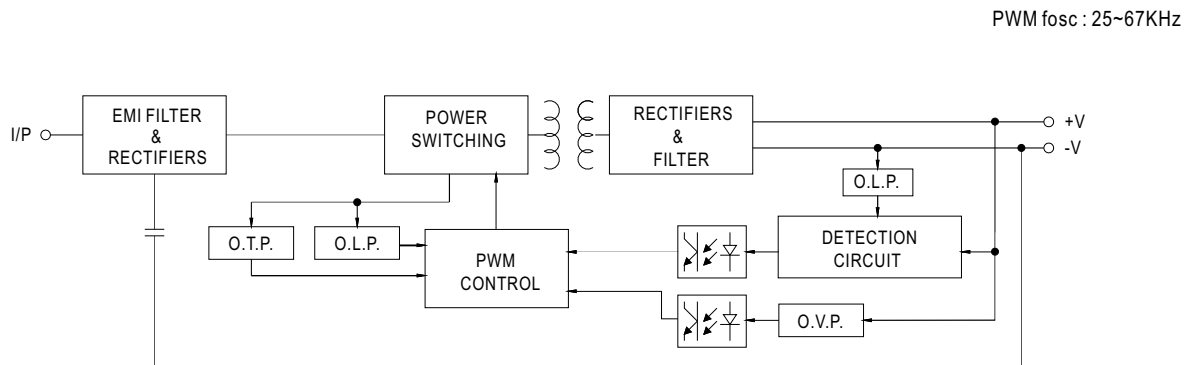 PWM fosc : 25~67KHz
I/P
EMI FILTER
&
RECTIFIERS
POWER
SWITCHING
RECTIFIERS
&
FILTER
+V
-V
O.L.P.
O.T.P.
O.L.P.
PWM
CONTROL
DETECTION
CIRCUIT
O.V.P.